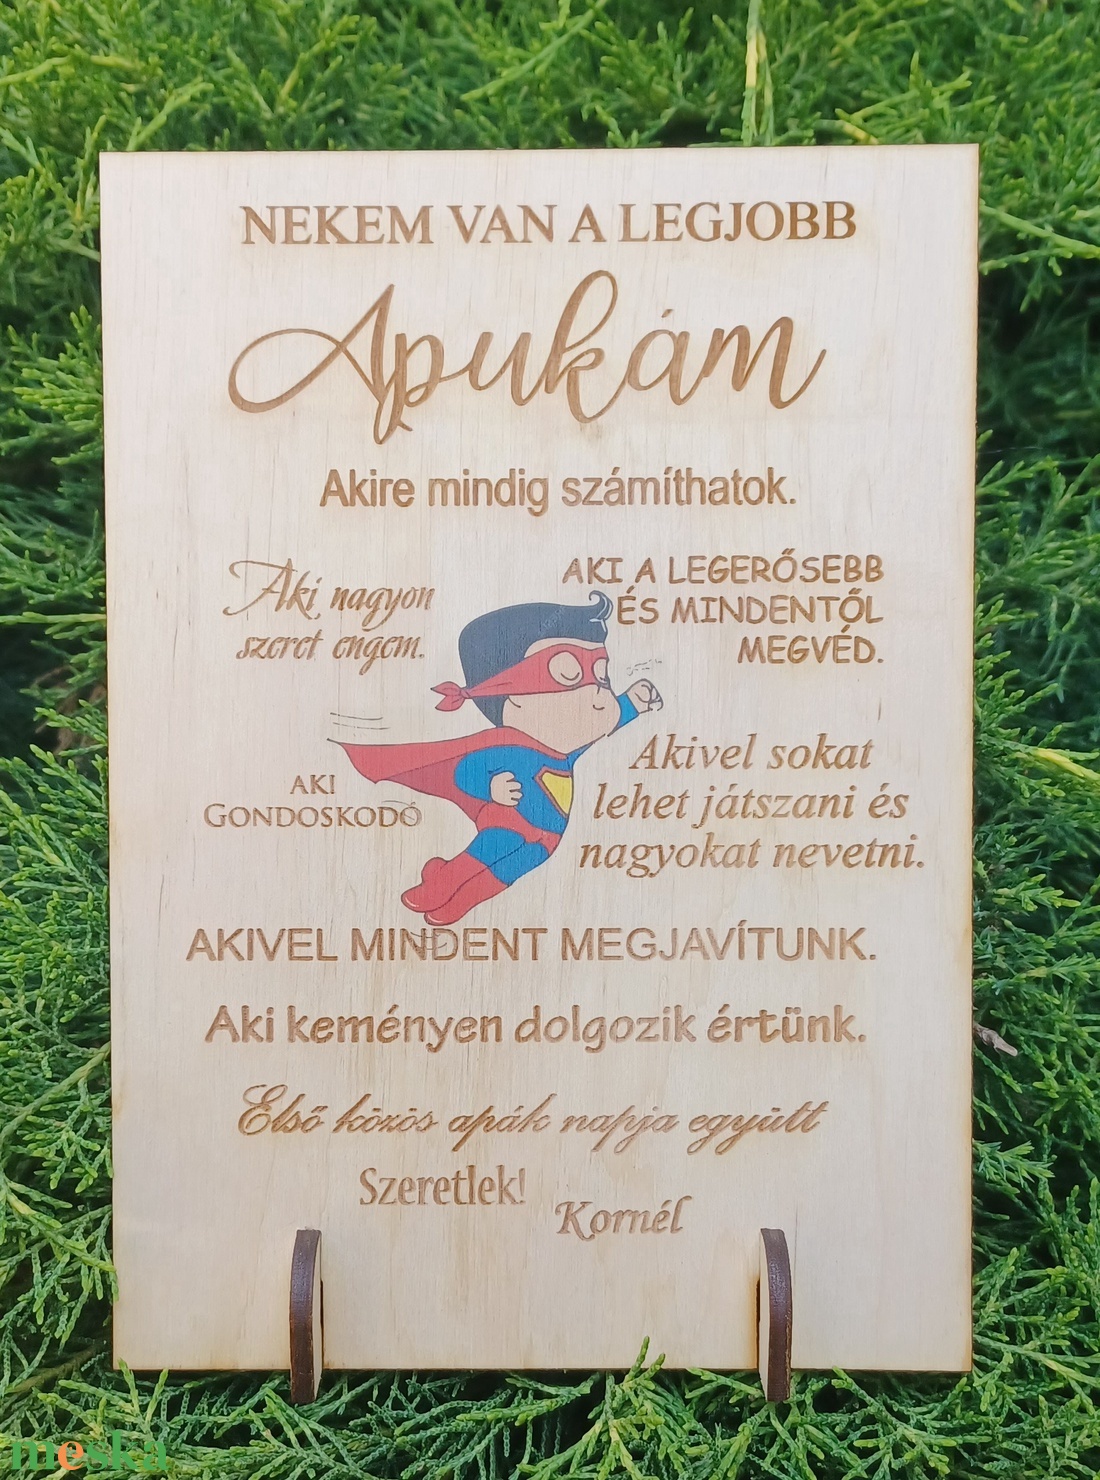 NEKEM VAN A LEGJOBB
Apukám
Akire mindig számíthatok.
Aki nagyon
szeret engem.
AKI A LEGERŐSEBB
ÉS MINDENTŐL
MEGVÉD.
AKI
GONDOSKODÓ
Akivel sokat
lehet játszani és
nagyokat nevetni.
AKIVEL MINDENT MEGJAVÍTUNK.
Aki keményen dolgozik értünk.
Első közös apák napja együtt
Szeretlek!
Kornél
meska